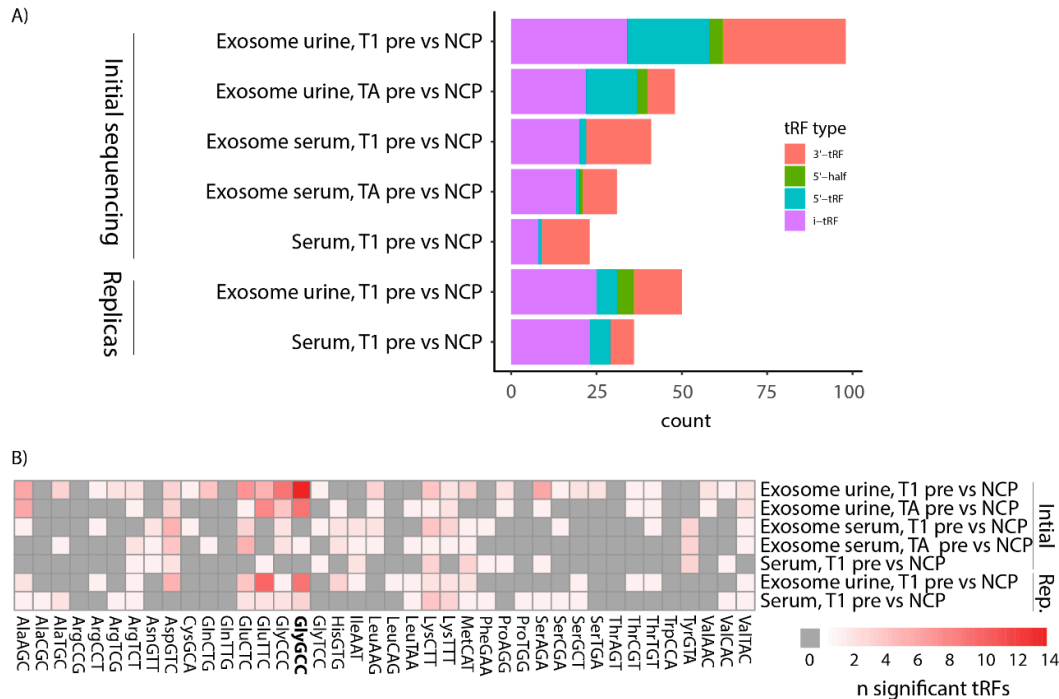 A)
Initial sequencing
Replicas
Exosome urine, T1 pre vs NCP
Exosome urine, TA pre vs NCP
Exosome serum, T1 pre vs NCP
Exosome serum, TA pre vs NCP
Serum, T1 pre vs NCP
Exosome urine, T1 pre vs NCP
Serum, T1 pre vs NCP
tRF type
3'-tRF
5'-half
5'-tRF
i-tRF
0 25 50 75 100
count
B)
Exosome urine, T1 pre vs NCP
Exosome urine, TA pre vs NCP
Exosome serum, T1 pre vs NCP
Exosome serum, TA pre vs NCP
Serum, T1 pre vs NCP
Exosome urine, T1 pre vs NCP
Serum, T1 pre vs NCP
Intial
Rep.
AlaAGC
AlaCGC
AlaTGC
ArgCCG
ArgCCT
ArgTCG
ArgTCT
AsnGTT
AspGTC
CysGCA
GlnCTG
GlnTTG
GluCTC
GluTTC
GlyCCC
GlyGCC
GlyTCC
HisGTG
IleAAT
LeuAAG
LeuCAG
LeuTAA
LysCTT
LysTTT
MetCAT
PheGAA
ProAGG
ProTGG
SerAGA
SerCGA
SerGCT
SerTGA
ThrAGT
ThrCGT
ThrTGT
TrpCCA
TyrGTA
ValAAC
ValCAC
ValTAC
0 2 4 6 8 10 12 14
n significant tRFs